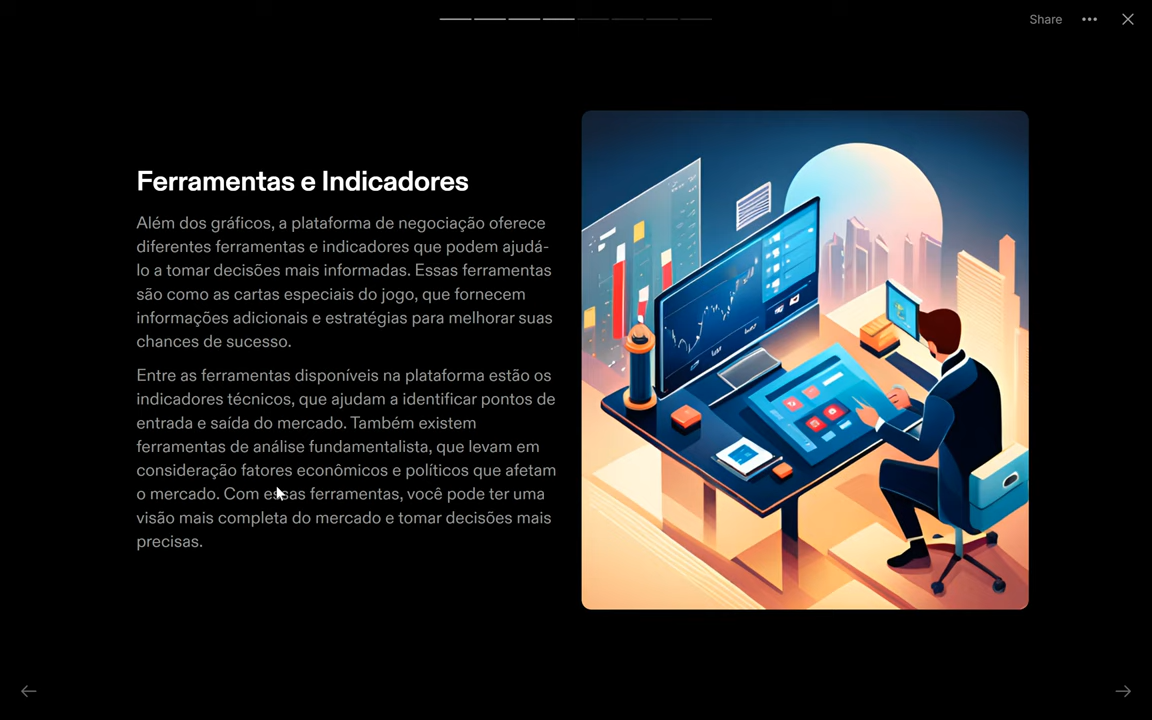 Share
Ferramentas e Indicadores
Além dos gráficos, a plataforma de negociação oferece
diferentes ferramentas e indicadores que podem ajudá-
lo a tomar decisões mais informadas. Essas ferramentas
são como as cartas especiais do jogo, que fornecem
informações adicionais e estratégias para melhorar suas
chances de sucesso.
Entre as ferramentas disponíveis na plataforma estão os
indicadores técnicos, que ajudam a identificar pontos de
entrada e saída do mercado. Também existem
ferramentas de análise fundamentalista, que levam em
consideração fatores econômicos e políticos que afetam
o mercado. Com essas ferramentas, você pode ter uma
visão mais completa do mercado e tomar decisões mais
precisas.